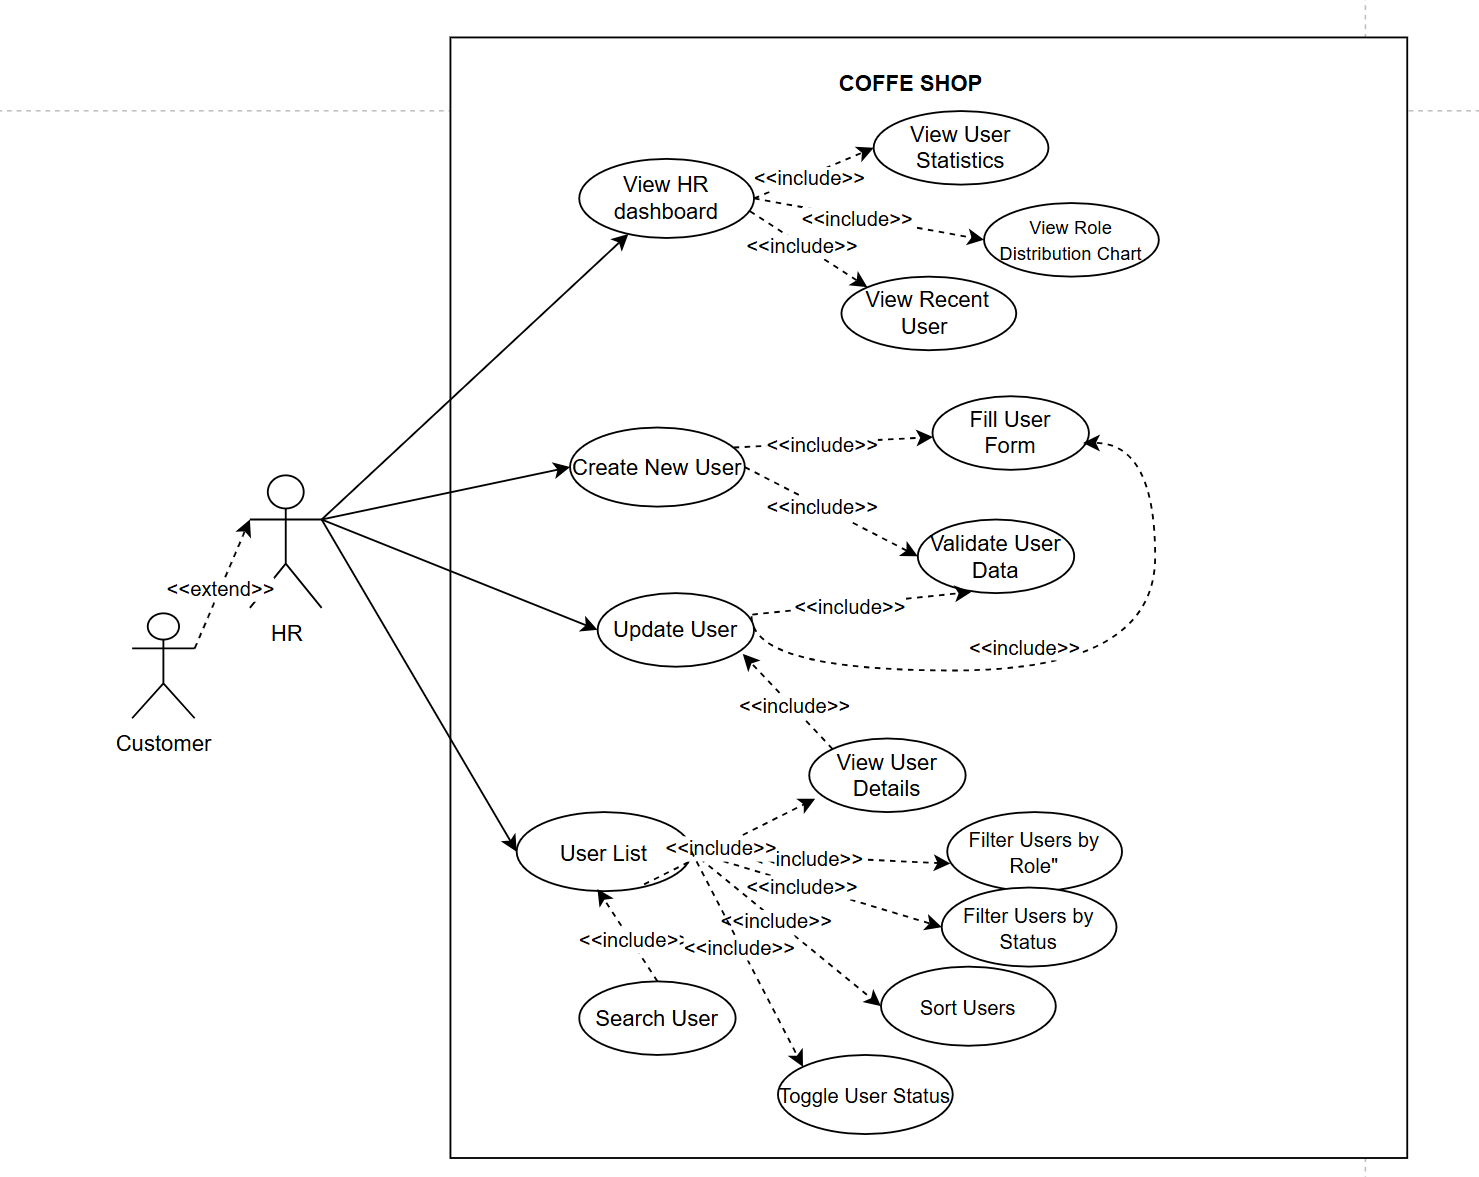 COFFE SHOP
View User
Statistics
View HR
dashboard
<<include>>
<<include>>
<<include>>
View Role
Distribution Chart
View Recent
User
Fill User
Form
Create New User
<<include>>
<<include>>
Validate User
Data
<<extend>>
HR
Update User
<<include>>
<<include>>
Customer
<<include>>
View User
Details
User List
<<include>>
include>>
Filter Users by
Role"
<<include>>
Filter Users by
Status
<<include>>
<<include>
<<include>>
Sort Users
Search User
Toggle User Status